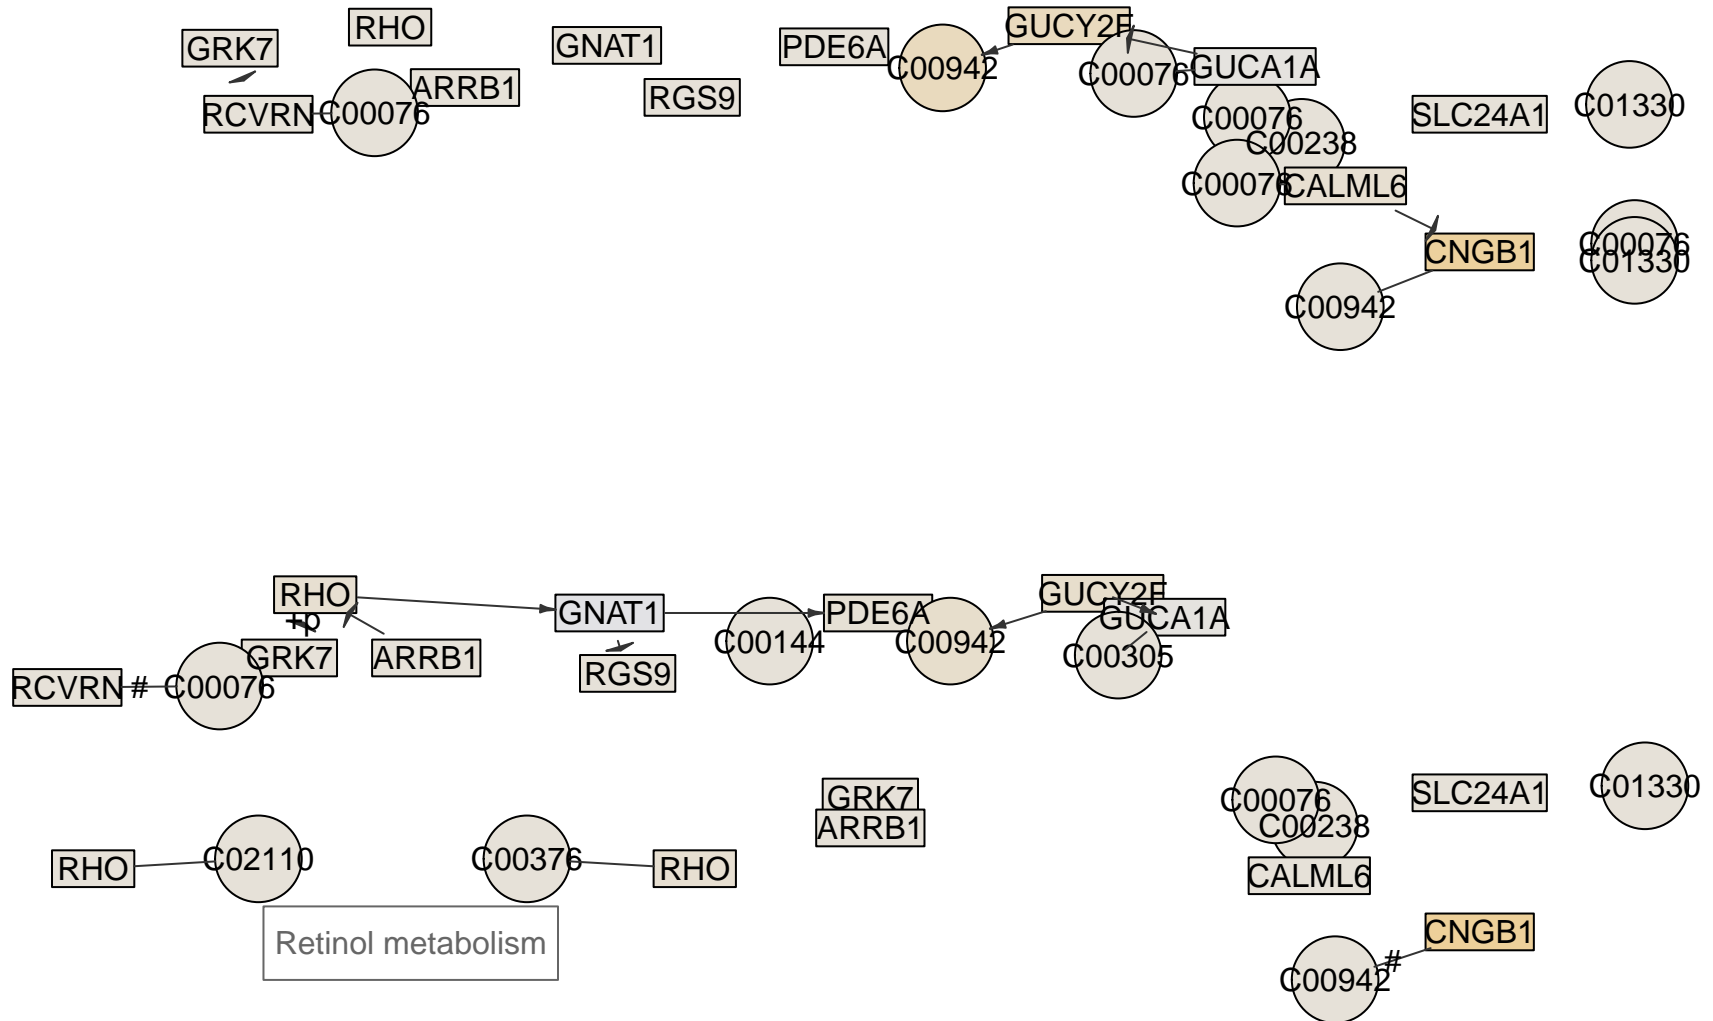 RHO
GUCY2F
GRK7
GNAT1
PDE6A
C00942
C00076
GUCA1A
ARRB1
RGS9
RCVRN
C00076
C00076
C00238
SLC24A1
C01330
C00076
CALML6
CNGB1
C00076
C01330
C00942
RHO
+p
GNAT1
PDE6A
GUCY2F
GUCA1A
GRK7
ARRB1
RGS9
C00144
C00942
C00305
RCVRN
#
C00076
GRK7
ARRB1
C00076
C00238
SLC24A1
C01330
RHO
C02110
C00376
RHO
CALML6
Retinol metabolism
CNGB1
#
C00942